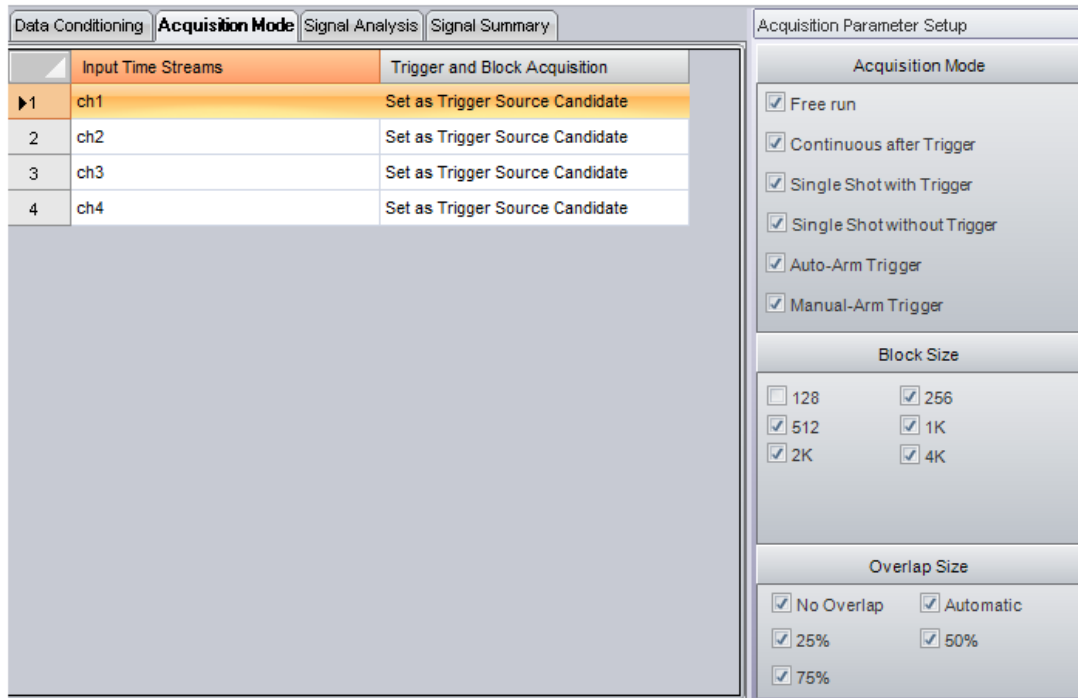 Data Conditioning Acquisition Mode Signal Analysis Signal Summary
Input Time Streams Trigger and Block Acquisition
1 ch1 Set as Trigger Source Candidate
2 ch2 Set as Trigger Source Candidate
3 ch3 Set as Trigger Source Candidate
4 ch4 Set as Trigger Source Candidate
Acquisition Parameter Setup
Acquisition Mode
Free run
Continuous after Trigger
Single Shot with Trigger
Single Shot without Trigger
Auto-Arm Trigger
Manual-Arm Trigger
Block Size
128 256
512 1K
2K 4K
Overlap Size
No Overlap Automatic
25% 50%
75%